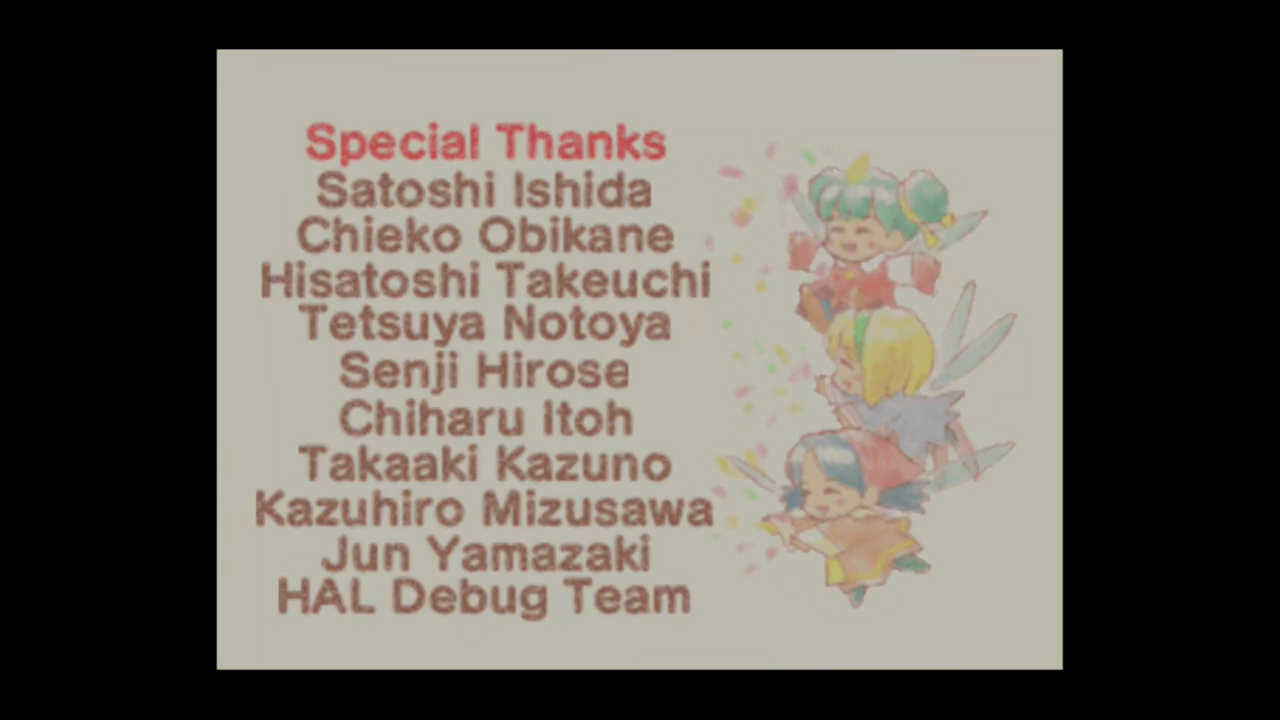 Special Thanks
Satoshi Ishida
Chieko Obikane
Hisatoshi Takeuchi
Tetsuya Notoya
Senji Hirose
Chiharu Itoh
Takaaki Kazuno
Kazuhiro Mizusawa
Jun Yamazaki
HAL Debug Team